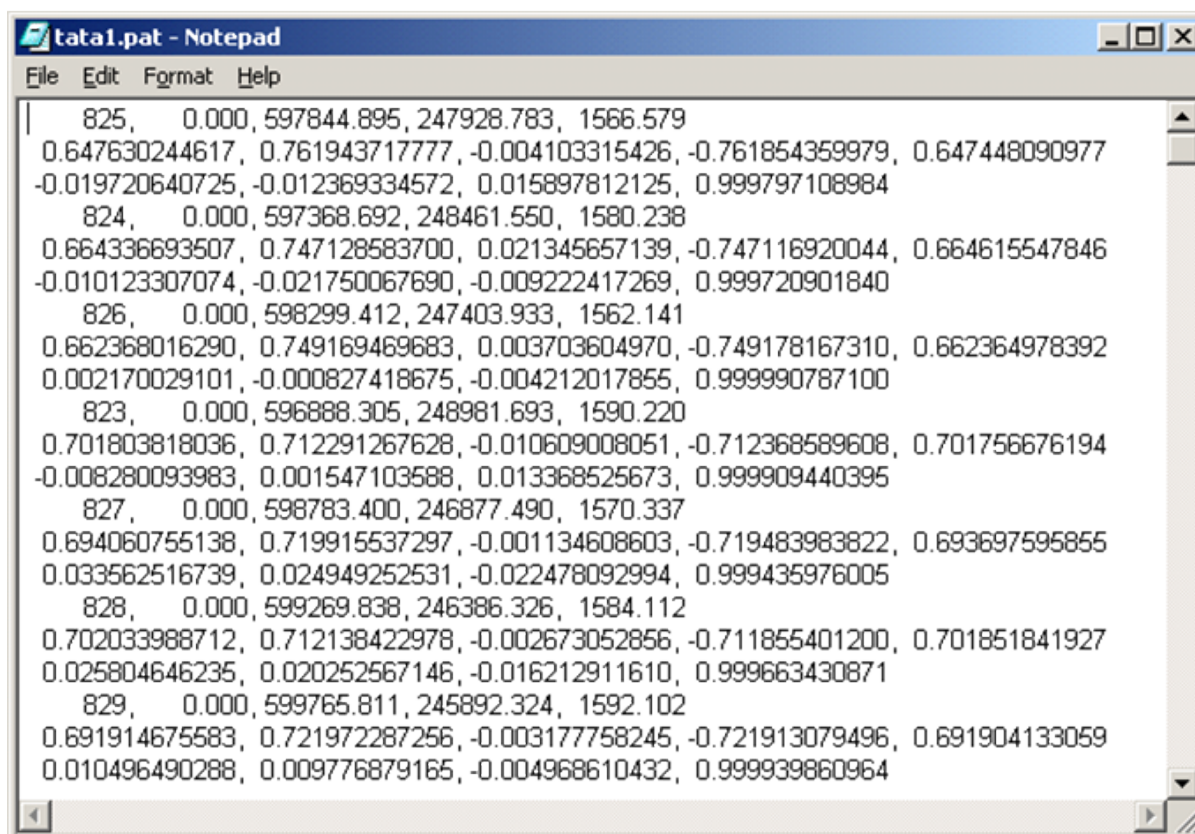 tata1.pat - Notepad
File Edit Format Help
825, 0.000, 597844.895, 247928.783, 1566.579
0.647630244617, 0.761943717777, -0.004103315426, -0.761854359979, 0.647448090977
-0.019720640725, -0.012369334572, 0.015897812125, 0.999797108984
824, 0.000, 597368.692, 248461.550, 1580.238
0.664336693507, 0.747128583700, 0.021345657139, -0.747116920044, 0.664615547846
-0.010123307074, -0.021750067690, -0.009222417269, 0.999720901840
826, 0.000, 598299.412, 247403.933, 1562.141
0.662368016290, 0.749169469683, 0.003703604970, -0.749178167310, 0.662364978392
0.002170029101, -0.000827418675, -0.004212017855, 0.999990787100
823, 0.000, 596888.305, 248981.693, 1590.220
0.701803818036, 0.712291267628, -0.010609008051, -0.712368589608, 0.701756676194
-0.008280093983, 0.001547103588, 0.013368525673, 0.999909440395
827, 0.000, 598783.400, 246877.490, 1570.337
0.694060755138, 0.719915537297, -0.001134608603, -0.719483983822, 0.693697595855
0.033562516739, 0.024949252531, -0.022478092994, 0.999435976005
828, 0.000, 599269.838, 246386.326, 1584.112
0.702033988712, 0.712138422978, -0.002673052856, -0.711855401200, 0.701851841927
0.025804646235, 0.020252567146, -0.016212911610, 0.999663430871
829, 0.000, 599765.811, 245892.324, 1592.102
0.691914675583, 0.721972287256, -0.003177758245, -0.721913079496, 0.691904133059
0.010496490288, 0.009776879165, -0.004968610432, 0.999939860964